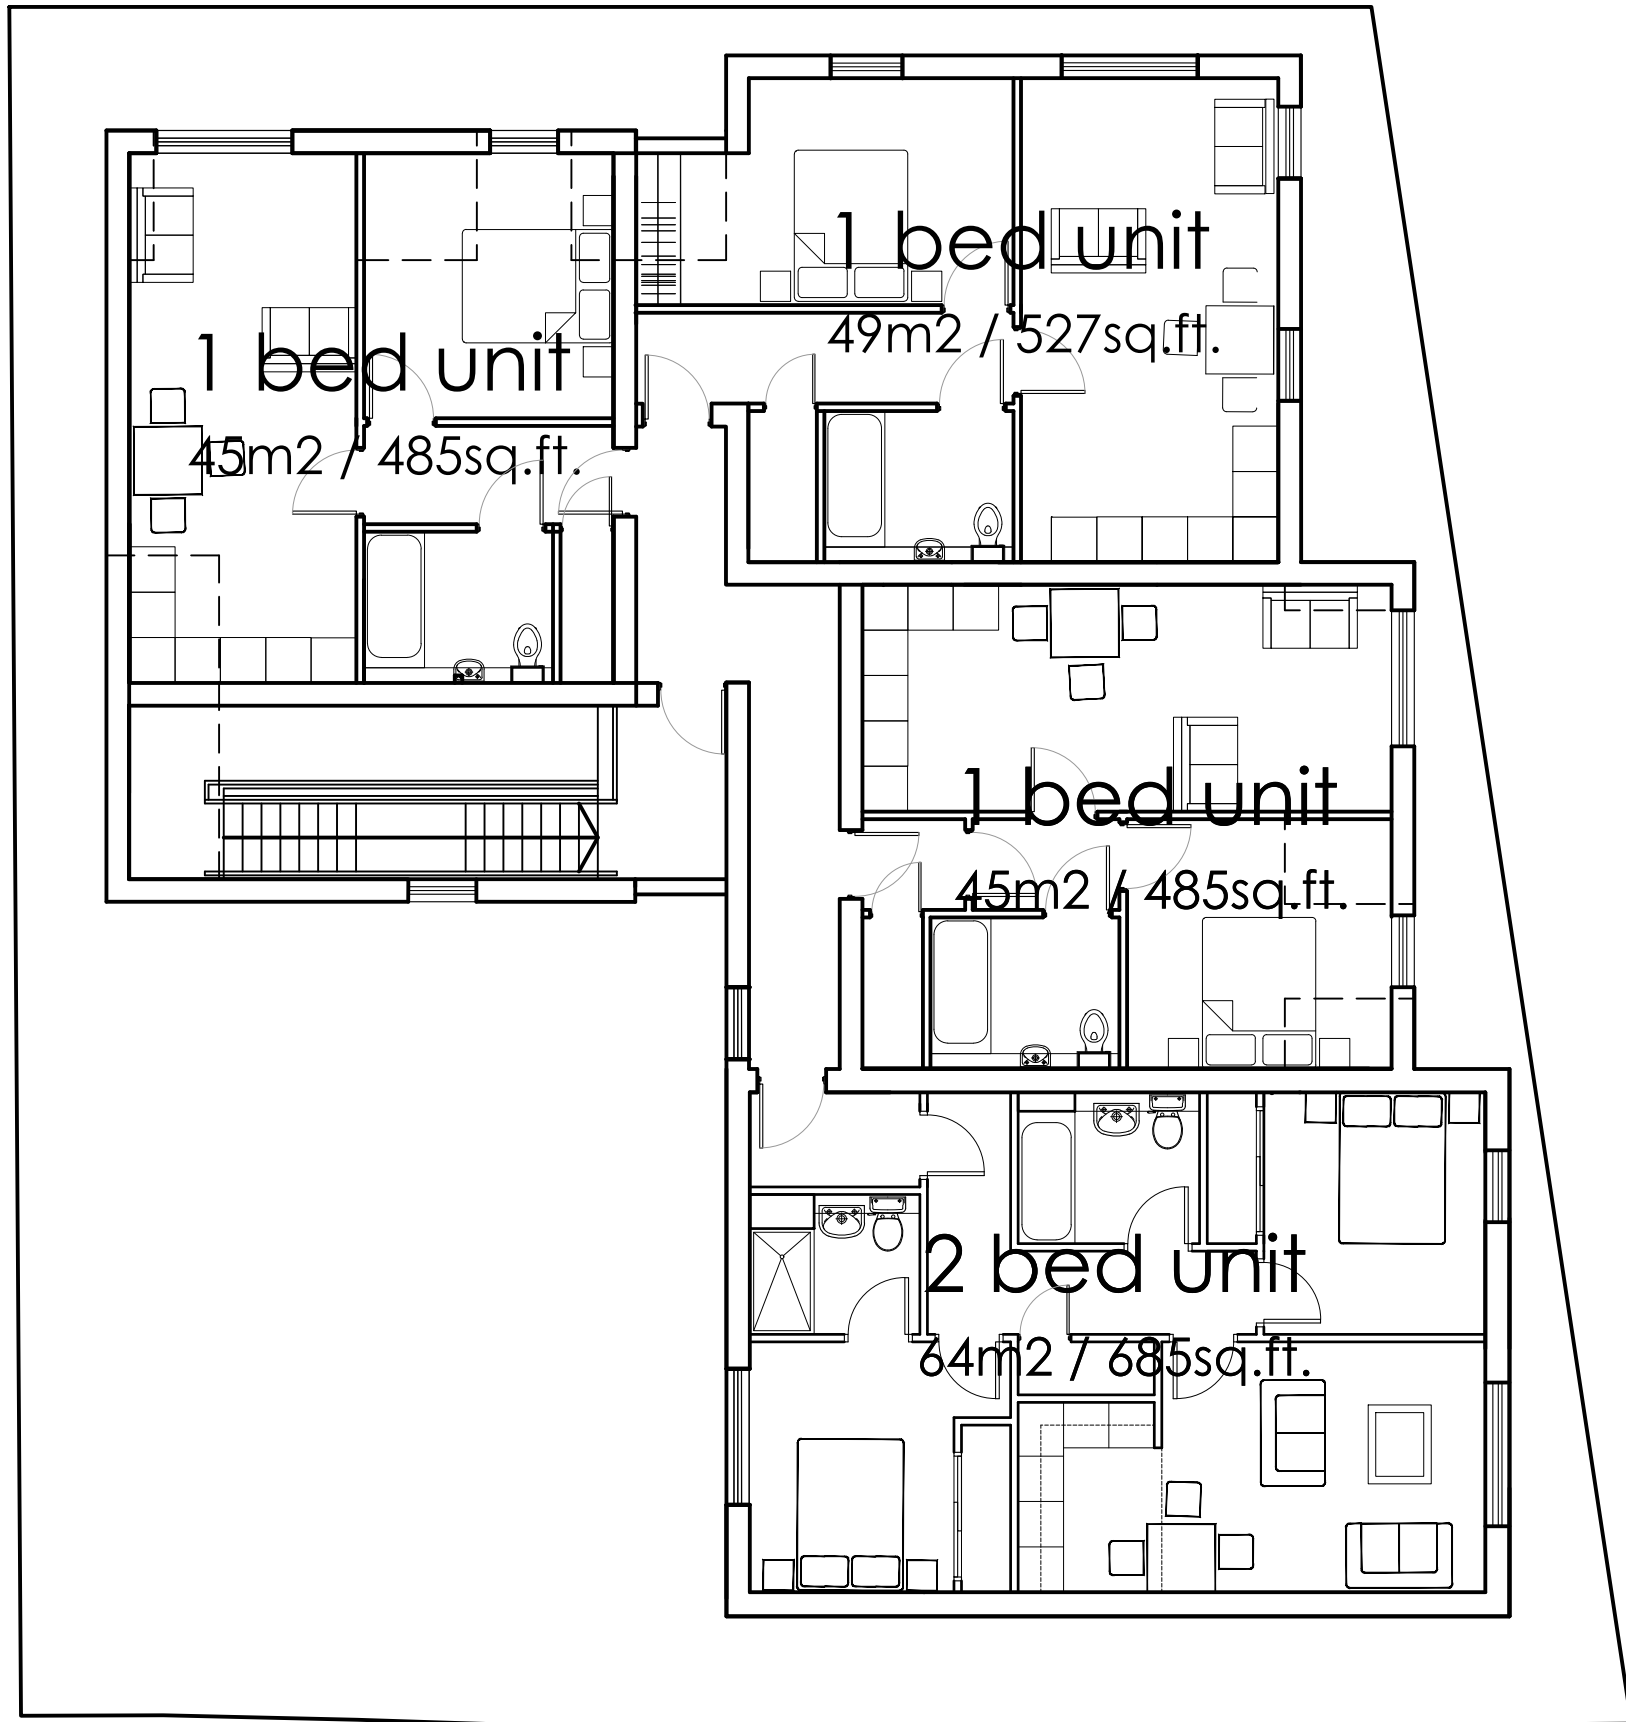 1 bed unit
49m2 / 527sq.ft.
1 bed unit
45m2 / 485sq.ft.
1 bed unit
45m2 / 485sq.ft.
2 bed unit
64m2 / 685sq.ft.